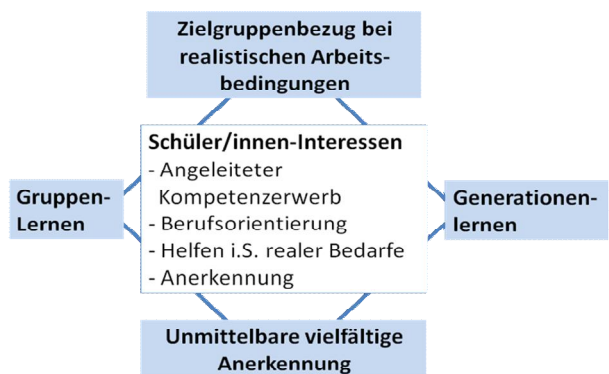 Zielgruppenbezug bei
realistischen Arbeits-
bedingungen
Schüler/innen-Interessen
- Angeleiteter
Kompetenzerwerb
- Berufsorientierung
- Helfen i.S. realer Bedarfe
- Anerkennung
Gruppen-
Lernen
Generationen-
lernen
Unmittelbare vielfältige
Anerkennung